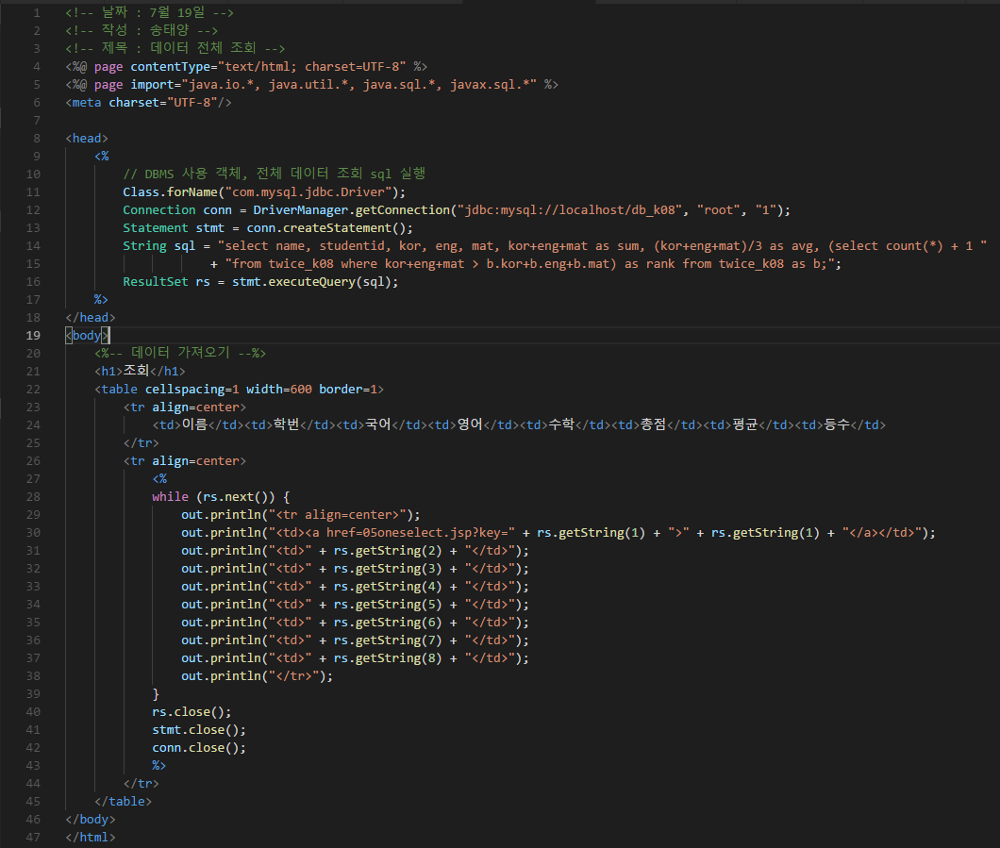 1 <!-- 날짜 : 7월 19일 -->
2 <!-- 작성 : 송태양 -->
3 <!-- 제목 : 데이터 전체 조회 -->
4 <%@ page contentType="text/html; charset=UTF-8" %>
5 <%@ page import="java.io.*, java.util.*, java.sql.*, javax.sql.*" %>
6 <meta charset="UTF-8"/>
7
8 <head>
9 <%
10 // DBMS 사용 객체, 전체 데이터 조회 sql 실행
11 Class.forName("com.mysql.jdbc.Driver");
12 Connection conn = DriverManager.getConnection("jdbc:mysql://localhost/db_k08", "root", "1");
13 Statement stmt = conn.createStatement();
14 String sql = "select name, studentid, kor, eng, mat, kor+eng+mat as sum, (kor+eng+mat)/3 as avg, (select count(*) + 1 "
15 + "from twice_k08 where kor+eng+mat > b.kor+b.eng+b.mat) as rank from twice_k08 as b;";
16 ResultSet rs = stmt.executeQuery(sql);
17 %>
18 </head>
19 <body>
20 <%-- 데이터 가져오기 --%>
21 <h1>조회</h1>
22 <table cellspacing=1 width=600 border=1>
23 <tr align=center>
24 <td>이름</td><td>학번</td><td>국어</td><td>영어</td><td>수학</td><td>총점</td><td>평균</td><td>등수</td>
25 </tr>
26 <tr align=center>
27 <%
28 while (rs.next()) {
29 out.println("<tr align=center>");
30 out.println("<td><a href=05oneselect.jsp?key=" + rs.getString(1) + ">" + rs.getString(1) + "</a></td>");
31 out.println("<td>" + rs.getString(2) + "</td>");
32 out.println("<td>" + rs.getString(3) + "</td>");
33 out.println("<td>" + rs.getString(4) + "</td>");
34 out.println("<td>" + rs.getString(5) + "</td>");
35 out.println("<td>" + rs.getString(6) + "</td>");
36 out.println("<td>" + rs.getString(7) + "</td>");
37 out.println("<td>" + rs.getString(8) + "</td>");
38 out.println("</tr>");
39 }
40 rs.close();
41 stmt.close();
42 conn.close();
43 %>
44 </tr>
45 </table>
46 </body>
47 </html>